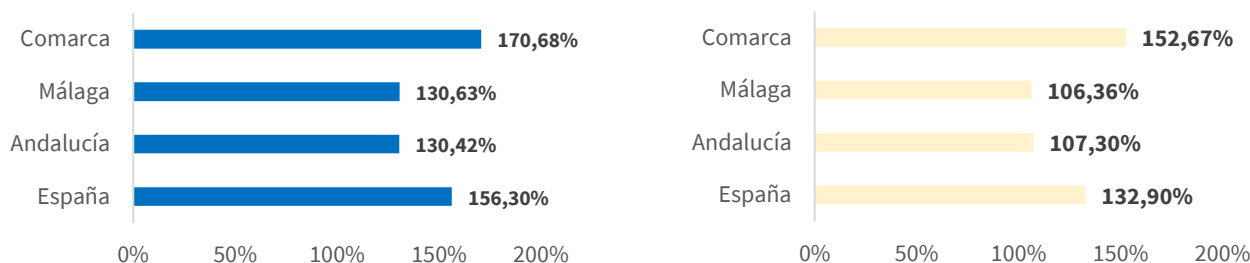 Comarca 170,68%
Málaga 130,63%
Andalucía 130,42%
España 156,30%
0% 50% 100% 150% 200%
Comarca 152,67%
Málaga 106,36%
Andalucía 107,30%
España 132,90%
0% 50% 100% 150% 200%